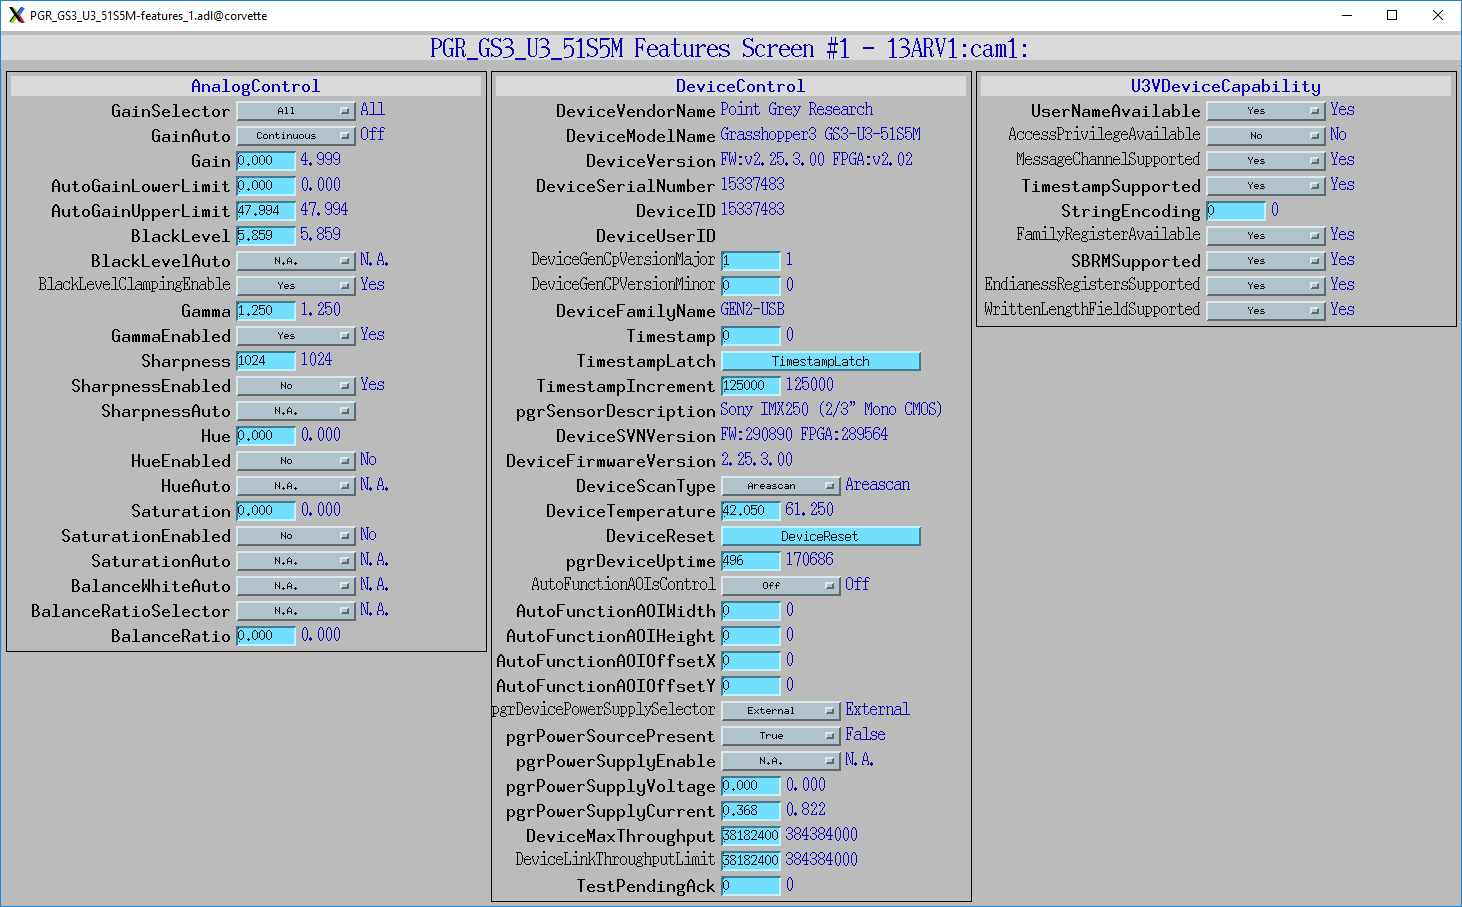 PGR_GS3_U3_51S5M-features_1.adl@corvette
PGR_GS3_U3_51S5M Features Screen #1 - 13ARV1:cam1:
AnalogControl
GainSelector All All
GainAuto Continuous Off
Gain 0.000 4.999
AutoGainLowerLimit 0.000 0.000
AutoGainUpperLimit 47.994 47.994
BlackLevel 5.859 5.859
BlackLevelAuto N.A. N.A.
BlackLevelClampingEnable Yes Yes
Gamma 1.250 1.250
GammaEnabled Yes Yes
Sharpness 1024 1024
SharpnessEnabled No Yes
SharpnessAuto N.A.
Hue 0.000 0.000
HueEnabled No No
HueAuto N.A. N.A.
Saturation 0.000 0.000
SaturationEnabled No No
SaturationAuto N.A. N.A.
BalanceWhiteAuto N.A. N.A.
BalanceRatioSelector N.A. N.A.
BalanceRatio 0.000 0.000
DeviceControl
DeviceVendorName Point Grey Research
DeviceModelName Grasshopper3 GS3-U3-51S5M
DeviceVersion FW:v2.25.3.00 FPGA:v2.02
DeviceSerialNumber 15337483
DeviceID 15337483
DeviceUserID
DeviceGenCpVersionMajor 1 1
DeviceGenCPVersionMinor 0 0
DeviceFamilyName GEN2-USB
Timestamp 0 0
TimestampLatch TimestampLatch
TimestampIncrement 125000 125000
pgrSensorDescription Sony IMX250 (2/3" Mono CMOS)
DeviceSVNVersion FW:290890 FPGA:289564
DeviceFirmwareVersion 2.25.3.00
DeviceScanType Areascan Areascan
DeviceTemperature 42.050 61.250
DeviceReset DeviceReset
pgrDeviceUptime 496 170686
AutoFunctionAOIsControl Off Off
AutoFunctionAOIWidth 0 0
AutoFunctionAOIHeight 0 0
AutoFunctionAOIOffsetX 0 0
AutoFunctionAOIOffsetY 0 0
pgrDevicePowerSupplySelector External External
pgrPowerSourcePresent True False
pgrPowerSupplyEnable N.A. N.A.
pgrPowerSupplyVoltage 0.000 0.000
pgrPowerSupplyCurrent 0.368 0.822
DeviceMaxThroughput 38182400 384384000
DeviceLinkThroughputLimit 38182400 384384000
TestPendingAck 0 0
U3VDeviceCapability
UserNameAvailable Yes Yes
AccessPrivilegeAvailable No No
MessageChannelSupported Yes Yes
TimestampSupported Yes Yes
StringEncoding 0 0
FamilyRegisterAvailable Yes Yes
SBRMSupported Yes Yes
EndianessRegistersSupported Yes Yes
WrittenLengthFieldSupported Yes Yes